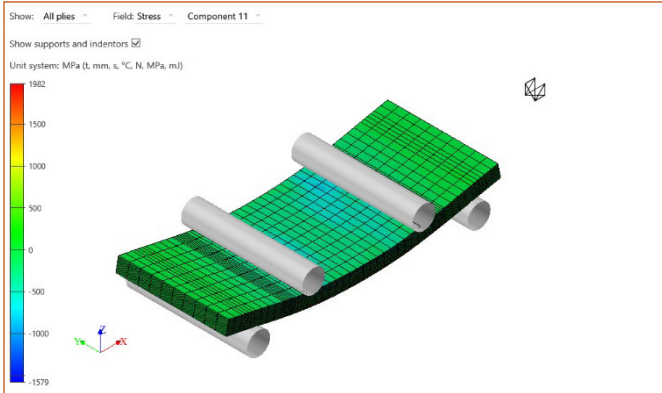 Show: All plies Field: Stress Component 11
Show supports and indentors
Unit system: MPa (t, mm, s, °C, N, MPa, mJ)
1982
1500
1000
500
0
-500
-1000
-1579
Z
Y
X